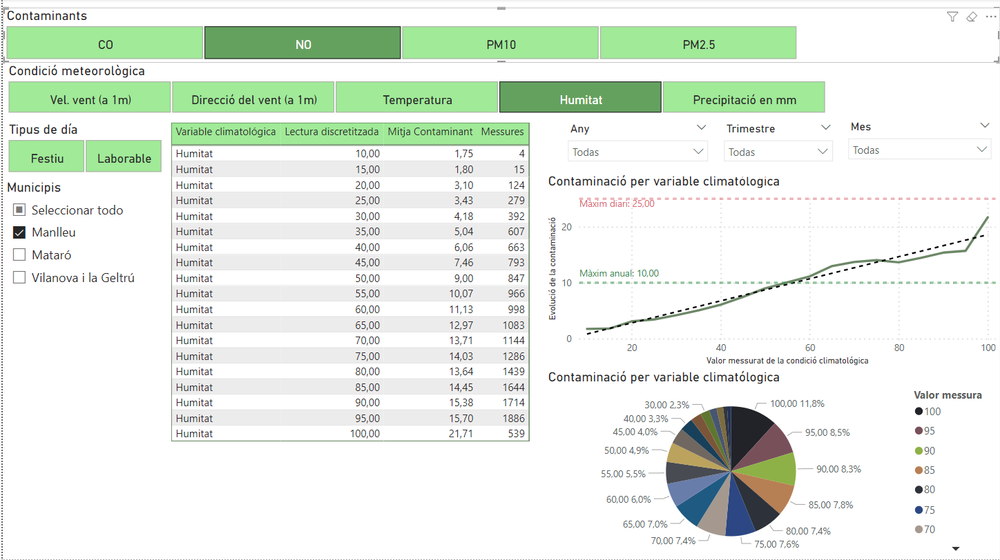 Contaminants
CO NO PM10 PM2.5
Condició meteorològica
Vel. vent (a 1m) Direcció del vent (a 1m) Temperatura Humitat Precipitació en mm
Tipus de día
Festiu Laborable
Municipis
Seleccionar todo
Manlleu
Mataró
Vilanova i la Geltrú
Variable climatològica Lectura discretitzada Mitja Contaminant Messures
Humitat 10,00 1,75 4
Humitat 15,00 1,80 15
Humitat 20,00 3,10 124
Humitat 25,00 3,43 279
Humitat 30,00 4,18 392
Humitat 35,00 5,04 607
Humitat 40,00 6,06 663
Humitat 45,00 7,46 793
Humitat 50,00 9,00 847
Humitat 55,00 10,07 966
Humitat 60,00 11,13 998
Humitat 65,00 12,97 1083
Humitat 70,00 13,71 1144
Humitat 75,00 14,03 1286
Humitat 80,00 13,64 1439
Humitat 85,00 14,45 1644
Humitat 90,00 15,38 1714
Humitat 95,00 15,70 1886
Humitat 100,00 21,71 539
Any Trimestre Mes
Todas Todas Todas
Contaminació per variable climatólogica
Màxim diari: 25,00
Màxim anual: 10,00
Evolució de la contaminació
20
10
0
20 40 60 80 100
Valor messurat de la condició climatológica
Contaminació per variable climatólogica
100,00 11,8%
95,00 8,5%
90,00 8,3%
85,00 7,8%
80,00 7,4%
75,00 7,6%
70,00 7,4%
65,00 7,0%
60,00 6,0%
55,00 5,5%
50,00 4,9%
45,00 4,0%
40,00 3,3%
30,00 2,3%
Valor messura
100
95
90
85
80
75
70